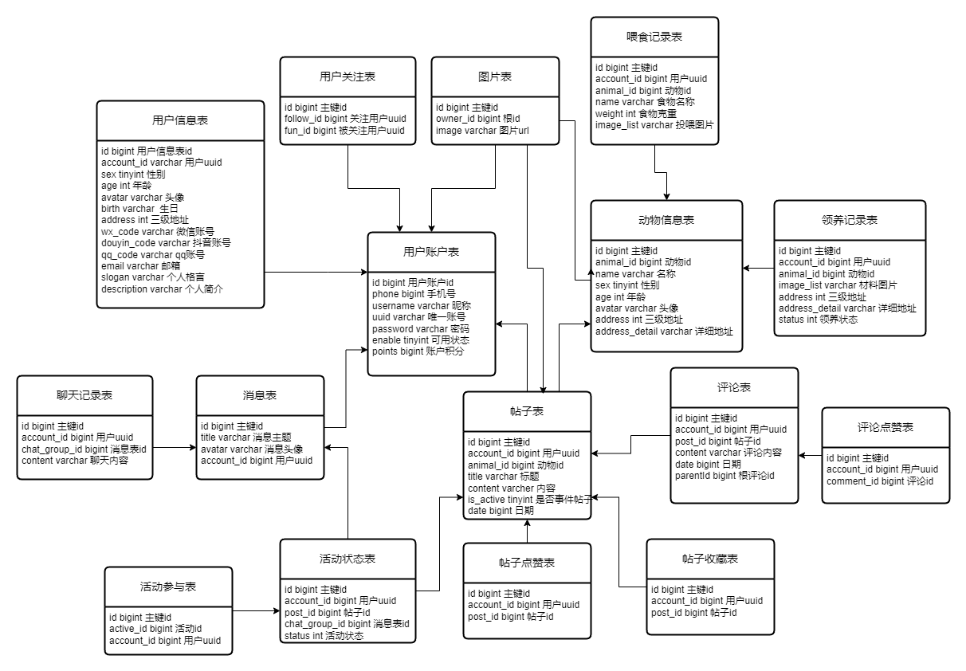 喂食记录表
id bigint 主键id
account_id bigint 用户uuid
animal_id bigint 动物id
name varchar 食物名称
weight int 食物克重
image_list varchar 投喂图片
用户关注表
id bigint 主键id
follow_id bigint 关注用户uuid
fun_id bigint 被关注用户uuid
图片表
id bigint 主键id
owner_id bigint 根id
image varchar 图片url
用户信息表
id bigint 用户信息表id
account_id varchar 用户uuid
sex tinyint 性别
age int 年龄
avatar varchar 头像
birth varchar 生日
address int 三级地址
wx_code varchar 微信账号
douyin_code varchar 抖音账号
qq_code varchar qq账号
email varchar 邮箱
slogan varchar 个人格言
description varchar 个人简介
用户账户表
id bigint 用户账户id
phone bigint 手机号
username varchar 昵称
uuid varchar 唯一账号
password varchar 密码
enable tinyint 可用状态
points bigint 账户积分
动物信息表
id bigint 主键id
animal_id bigint 动物id
name varchar 名称
sex tinyint 性别
age int 年龄
avatar varchar 头像
address int 三级地址
address_detail varchar 详细地址
领养记录表
id bigint 主键id
account_id bigint 用户uuid
animal_id bigint 动物id
image_list varchar 材料图片
address int 三级地址
address_detail varchar 详细地址
status int 领养状态
聊天记录表
id bigint 主键id
account_id bigint 用户uuid
chat_group_id bigint 消息表id
content varchar 聊天内容
消息表
id bigint 主键id
title varchar 消息主题
avatar varchar 消息头像
account_id bigint 用户uuid
帖子表
id bigint 主键id
account_id bigint 用户uuid
animal_id bigint 动物id
title varchar 标题
content varcher 内容
is_active tinyint 是否事件帖子
date bigint 日期
评论表
id bigint 主键id
account_id bigint 用户uuid
post_id bigint 帖子id
content varchar 评论内容
date bigint 日期
parentId bigint 根评论id
评论点赞表
id bigint 主键id
account_id bigint 用户uuid
comment_id bigint 评论id
活动参与表
id bigint 主键id
active_id bigint 活动id
account_id bigint 用户uuid
活动状态表
id bigint 主键id
account_id bigint 用户uuid
post_id bigint 帖子id
chat_group_id bigint 消息表id
status int 活动状态
帖子点赞表
id bigint 主键id
account_id bigint 用户uuid
post_id bigint 帖子id
帖子收藏表
id bigint 主键id
account_id bigint 用户uuid
post_id bigint 帖子id